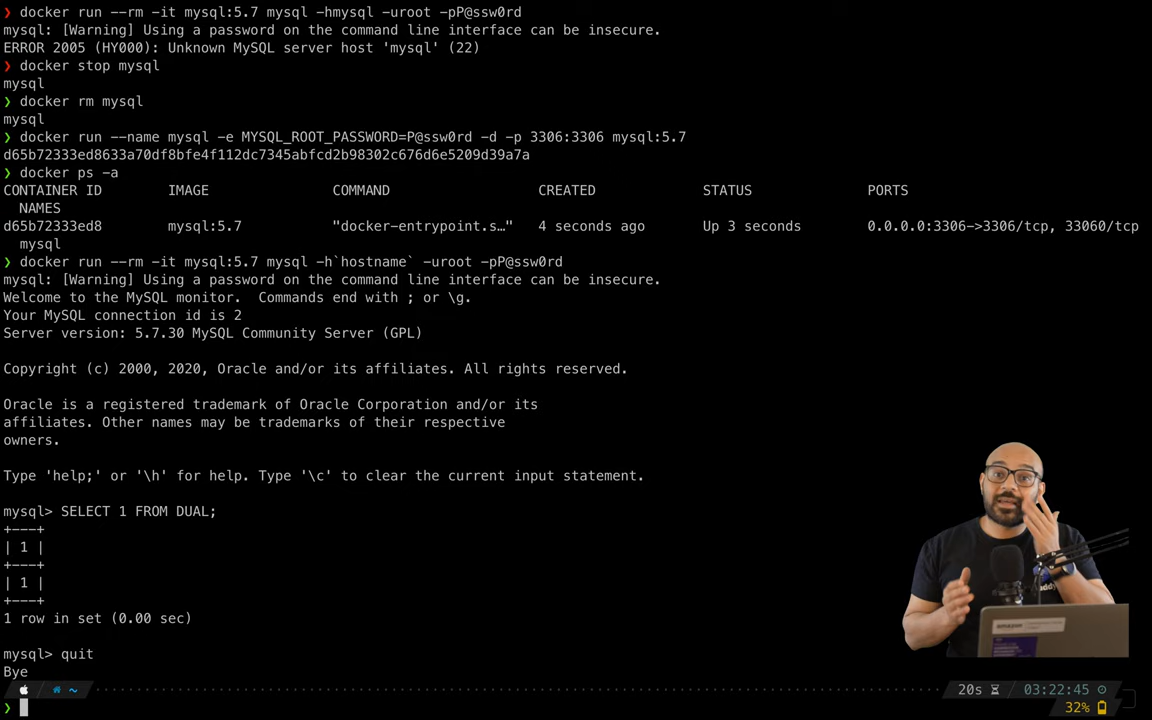 ❯ docker run --rm -it mysql:5.7 mysql -hmysql -uroot -pP@ssw0rd
mysql: [Warning] Using a password on the command line interface can be insecure.
ERROR 2005 (HY000): Unknown MySQL server host 'mysql' (22)
❯ docker stop mysql
mysql
❯ docker rm mysql
mysql
❯ docker run --name mysql -e MYSQL_ROOT_PASSWORD=P@ssw0rd -d -p 3306:3306 mysql:5.7
d65b72333ed8633a70df8bfe4f112dc7345abfcd2b98302c676d6e5209d39a7a
❯ docker ps -a
CONTAINER ID        IMAGE               COMMAND                  CREATED             STATUS              PORTS
  NAMES
d65b72333ed8        mysql:5.7           "docker-entrypoint.s…"   4 seconds ago       Up 3 seconds        0.0.0.0:3306->3306/tcp, 33060/tcp
  mysql
❯ docker run --rm -it mysql:5.7 mysql -h`hostname` -uroot -pP@ssw0rd
mysql: [Warning] Using a password on the command line interface can be insecure.
Welcome to the MySQL monitor.  Commands end with ; or \g.
Your MySQL connection id is 2
Server version: 5.7.30 MySQL Community Server (GPL)
Copyright (c) 2000, 2020, Oracle and/or its affiliates. All rights reserved.
Oracle is a registered trademark of Oracle Corporation and/or its
affiliates. Other names may be trademarks of their respective
owners.
Type 'help;' or '\h' for help. Type '\c' to clear the current input statement.
mysql> SELECT 1 FROM DUAL;
+---+
| 1 |
+---+
| 1 |
+---+
1 row in set (0.00 sec)
mysql> quit
Bye
~ 20s 03:22:45
❯ 32%
amazon